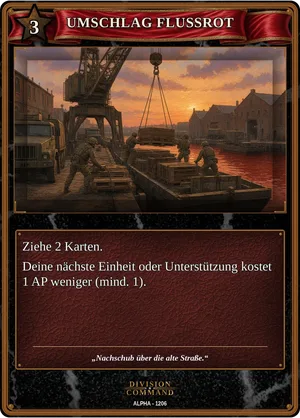 3
UMSCHLAG FLUSSROT
Ziehe 2 Karten.
Deine nächste Einheit oder Unterstützung kostet
1 AP weniger (mind. 1).
„Nachschub über die alte Straße.“
DIVISION
COMMAND
ALPHA - 1206